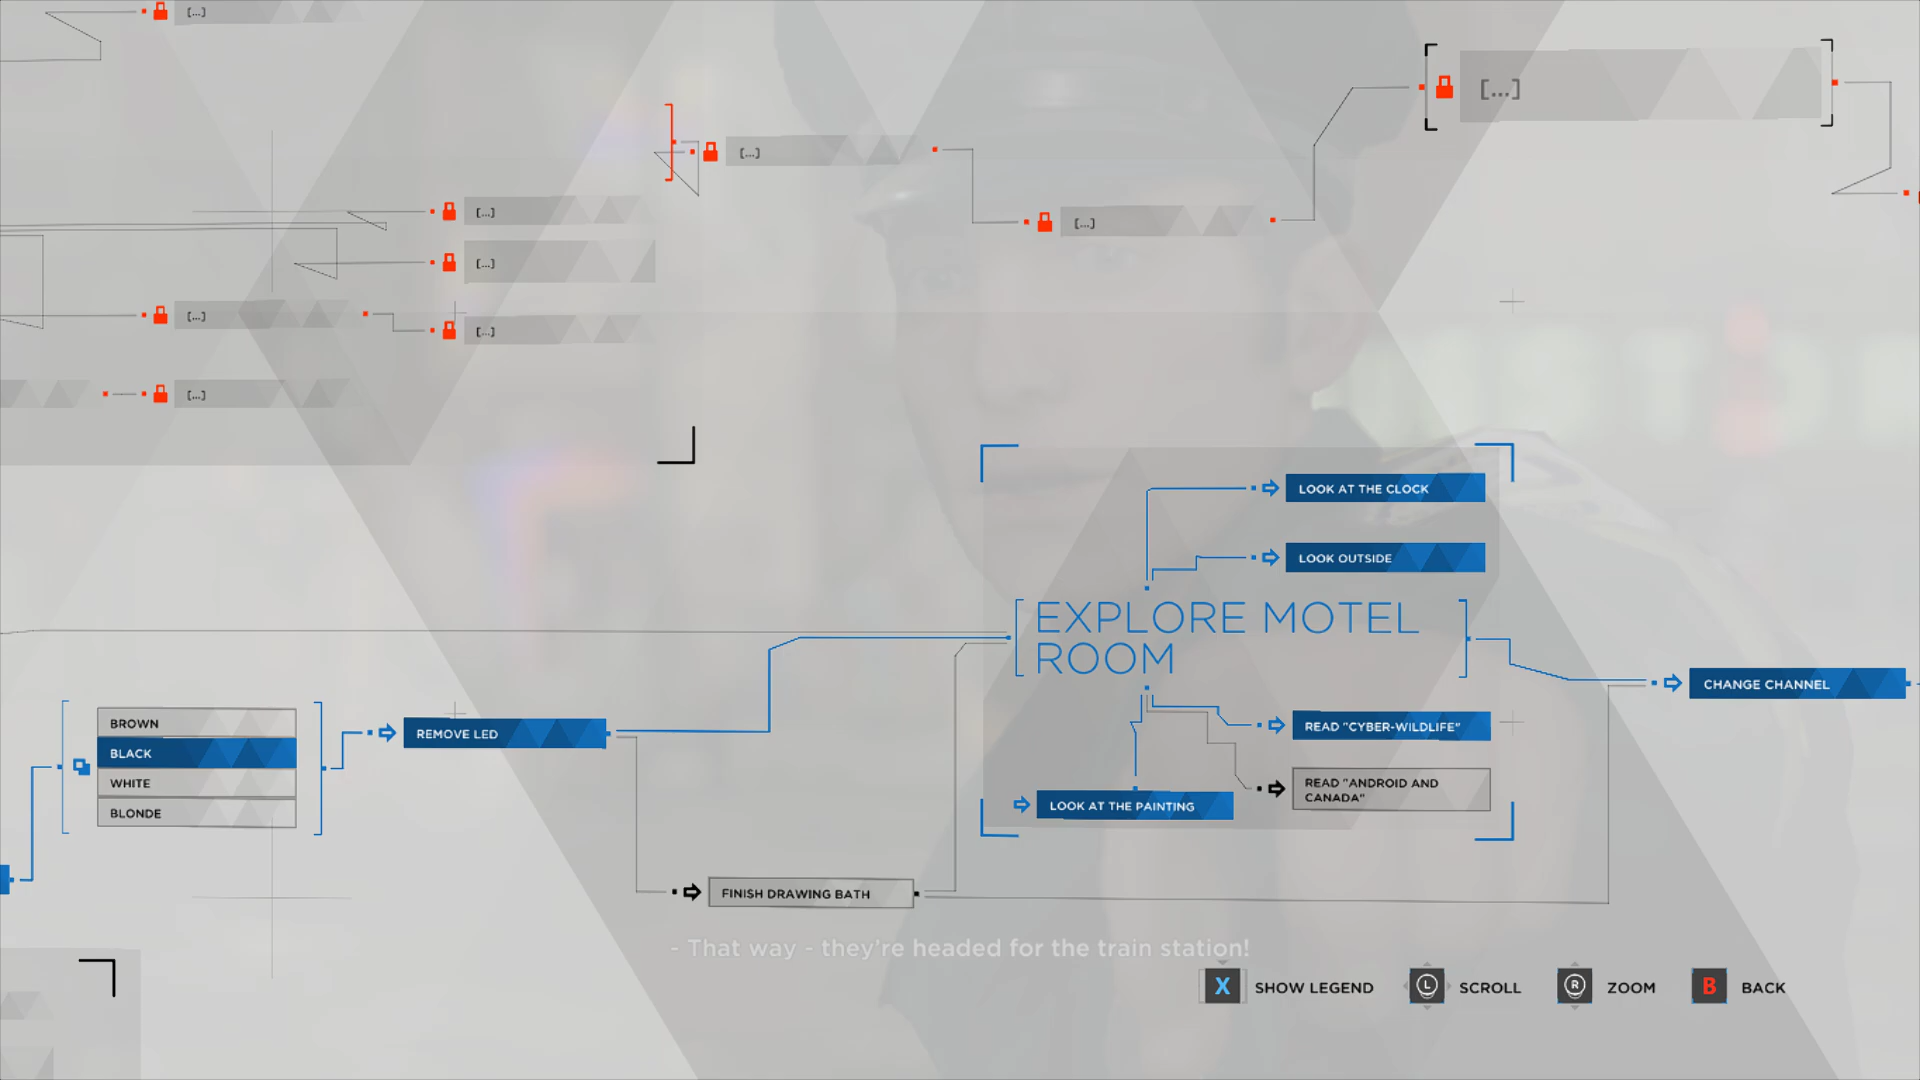 [...]
[...]
[...]
[...]
[...]
[...]
[...]
[...]
[...]
[...]
LOOK AT THE CLOCK
LOOK OUTSIDE
EXPLORE MOTEL
ROOM
CHANGE CHANNEL
BROWN
BLACK
WHITE
BLONDE
REMOVE LED
READ "CYBER-WILDLIFE"
READ "ANDROID AND
CANADA"
LOOK AT THE PAINTING
FINISH DRAWING BATH
- That way - they're headed for the train station!
X SHOW LEGEND L SCROLL R ZOOM B BACK